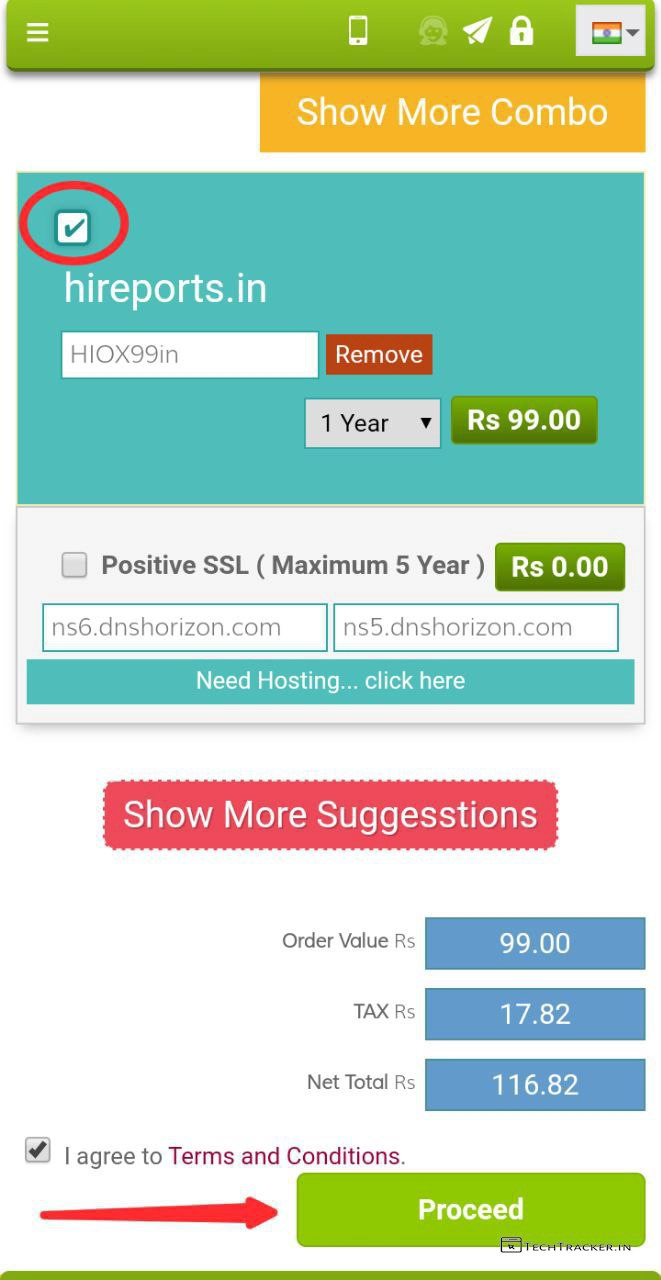 Show More Combo
hireports.in
HIOX99in
Remove
1 Year
Rs 99.00
Positive SSL ( Maximum 5 Year )
Rs 0.00
ns6.dnshorizon.com
ns5.dnshorizon.com
Need Hosting... click here
Show More Suggesstions
Order Value Rs
99.00
TAX Rs
17.82
Net Total Rs
116.82
I agree to Terms and Conditions.
Proceed
TECHTRACKER.IN